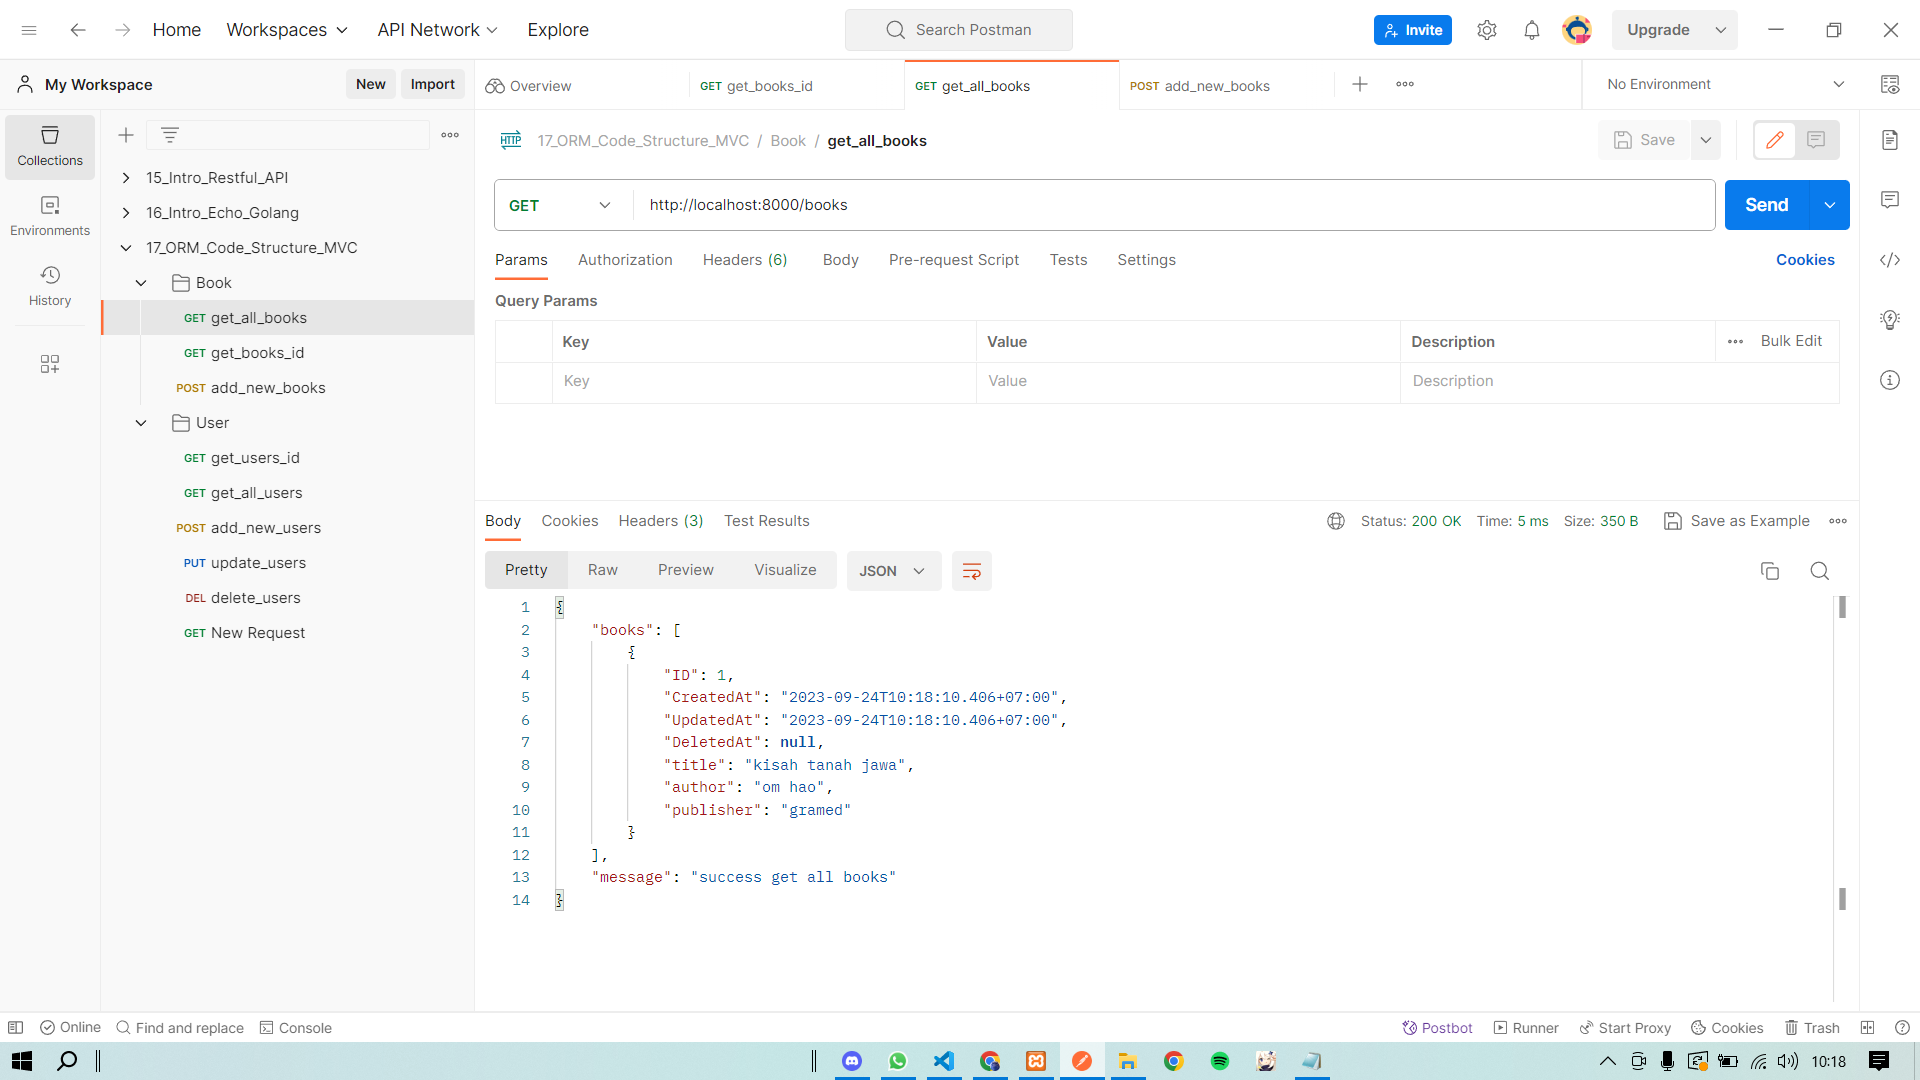 Home Workspaces API Network Explore Search Postman Invite Upgrade
My Workspace New Import Overview GET get_books_id GET get_all_books POST add_new_books No Environment
Collections
Environments
History
15_Intro_Restful_API
16_Intro_Echo_Golang
17_ORM_Code_Structure_MVC
Book
GET get_all_books
GET get_books_id
POST add_new_books
User
GET get_users_id
GET get_all_users
POST add_new_users
PUT update_users
DEL delete_users
GET New Request
HTTP 17_ORM_Code_Structure_MVC / Book / get_all_books Save
GET http://localhost:8000/books Send
Params Authorization Headers (6) Body Pre-request Script Tests Settings Cookies
Query Params
Key Value Description Bulk Edit
Key Value Description
Body Cookies Headers (3) Test Results Status: 200 OK Time: 5 ms Size: 350 B Save as Example
Pretty Raw Preview Visualize JSON
1 {
2 "books": [
3 {
4 "ID": 1,
5 "CreatedAt": "2023-09-24T10:18:10.406+07:00",
6 "UpdatedAt": "2023-09-24T10:18:10.406+07:00",
7 "DeletedAt": null,
8 "title": "kisah tanah jawa",
9 "author": "om hao",
10 "publisher": "gramed"
11 }
12 ],
13 "message": "success get all books"
14 }
Online Find and replace Console Postbot Runner Start Proxy Cookies Trash
10:18